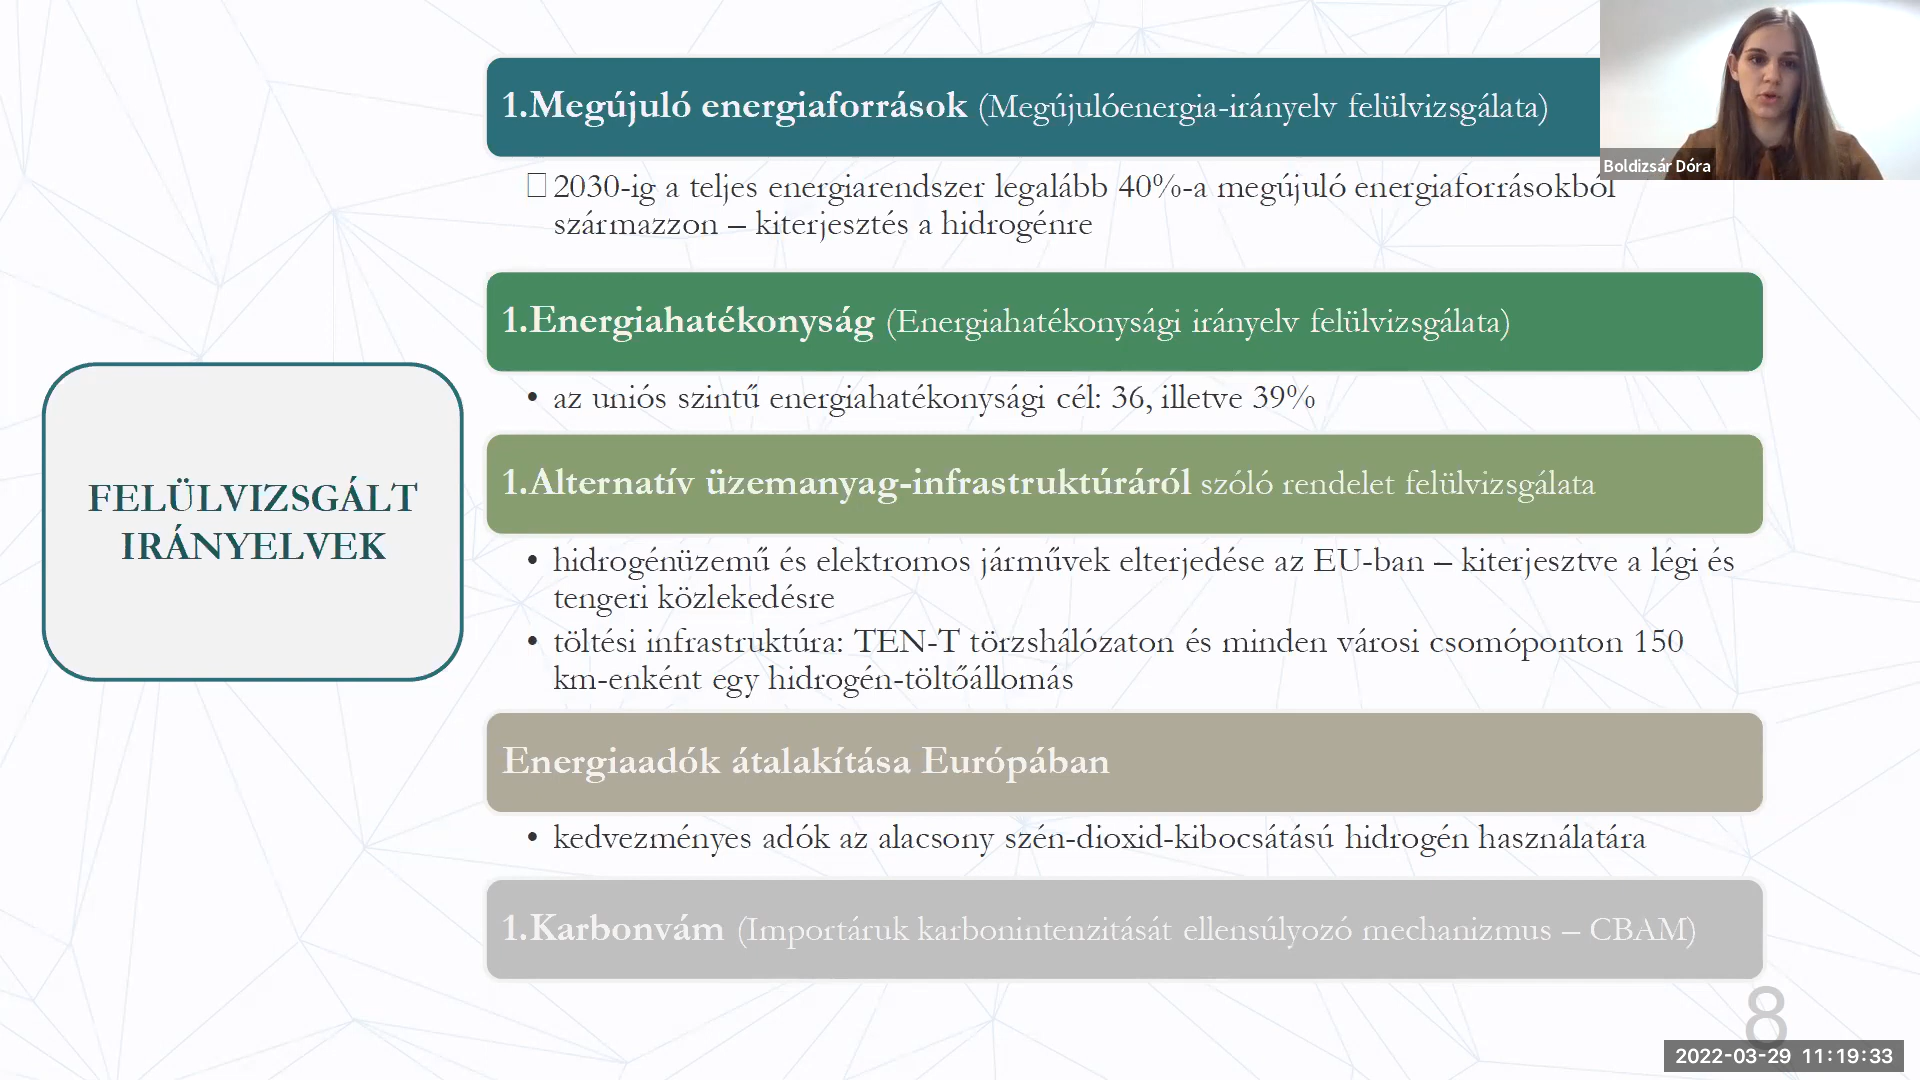 FELÜLVIZSGÁLT
IRÁNYELVEK
1.Megújuló energiaforrások (Megújulóenergia-irányelv felülvizsgálata)
2030-ig a teljes energiarendszer legalább 40%-a megújuló energiaforrásokból
származzon – kiterjesztés a hidrogénre
1.Energiahatékonyság (Energiahatékonysági irányelv felülvizsgálata)
• az uniós szintű energiahatékonysági cél: 36, illetve 39%
1.Alternatív üzemanyag-infrastruktúráról szóló rendelet felülvizsgálata
• hidrogénüzemű és elektromos járművek elterjedése az EU-ban – kiterjesztve a légi és
tengeri közlekedésre
• töltési infrastruktúra: TEN-T törzshálózaton és minden városi csomóponton 150
km-enként egy hidrogén-töltőállomás
Energiaadók átalakítása Európában
• kedvezményes adók az alacsony szén-dioxid-kibocsátású hidrogén használatára
1.Karbonvám (Importáruk karbonintenzitását ellensúlyozó mechanizmus – CBAM)
Boldizsár Dóra
8
2022-03-29 11:19:33